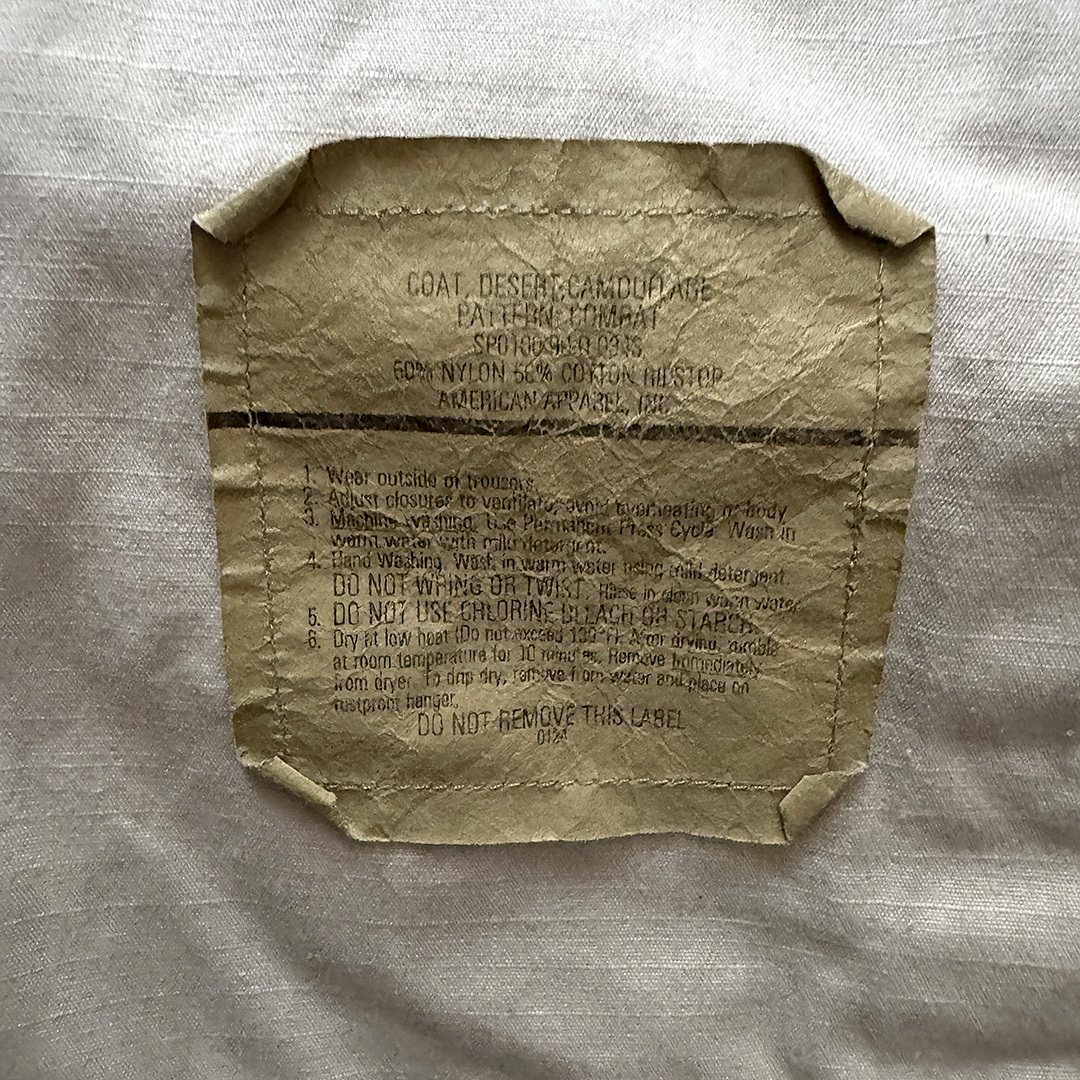 COAT, DESERT CAMOUFLAGE
PATTERN: COMBAT
NYLON COTTON RIPSTOP
AMERICAN APPAREL, INC.
1. Wear outside of trousers.
2. Adjust closures to ventilate, avoid overheating of body
3. Machine Washing. Use Permanent Press Cycle. Wash in
warm water with mild detergent.
4. Hand Washing. Wash in warm water using mild detergent.
DO NOT WRING OR TWIST. Rinse in clean warm water.
5. DO NOT USE CHLORINE BLEACH OR STARCH.
6. Dry at low heat (Do not exceed After drying, tumble
at room temperature for 10 minutes. Remove immediately
from dryer. To drip dry, remove from water and place on
rustproof hanger.
DO NOT REMOVE THIS LABEL
0124